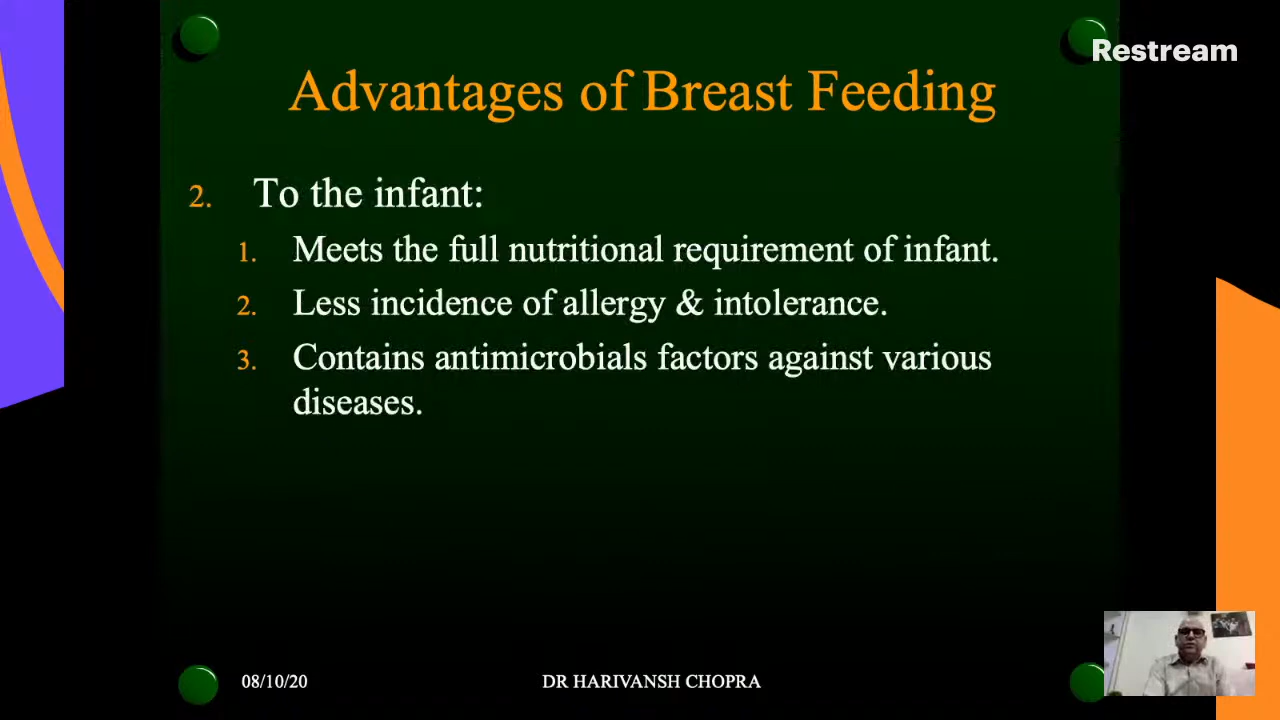 Restream
Advantages of Breast Feeding
2. To the infant:
1. Meets the full nutritional requirement of infant.
2. Less incidence of allergy & intolerance.
3. Contains antimicrobials factors against various
diseases.
08/10/20
DR HARIVANSH CHOPRA